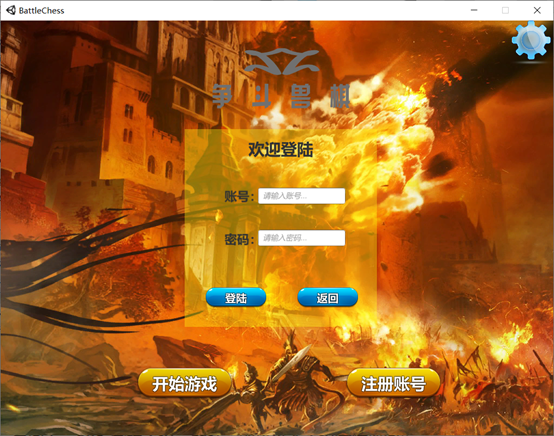 BattleChess
争斗兽棋
欢迎登陆
账号：
请输入账号...
密码：
请输入密码...
登陆
返回
开始游戏
注册账号